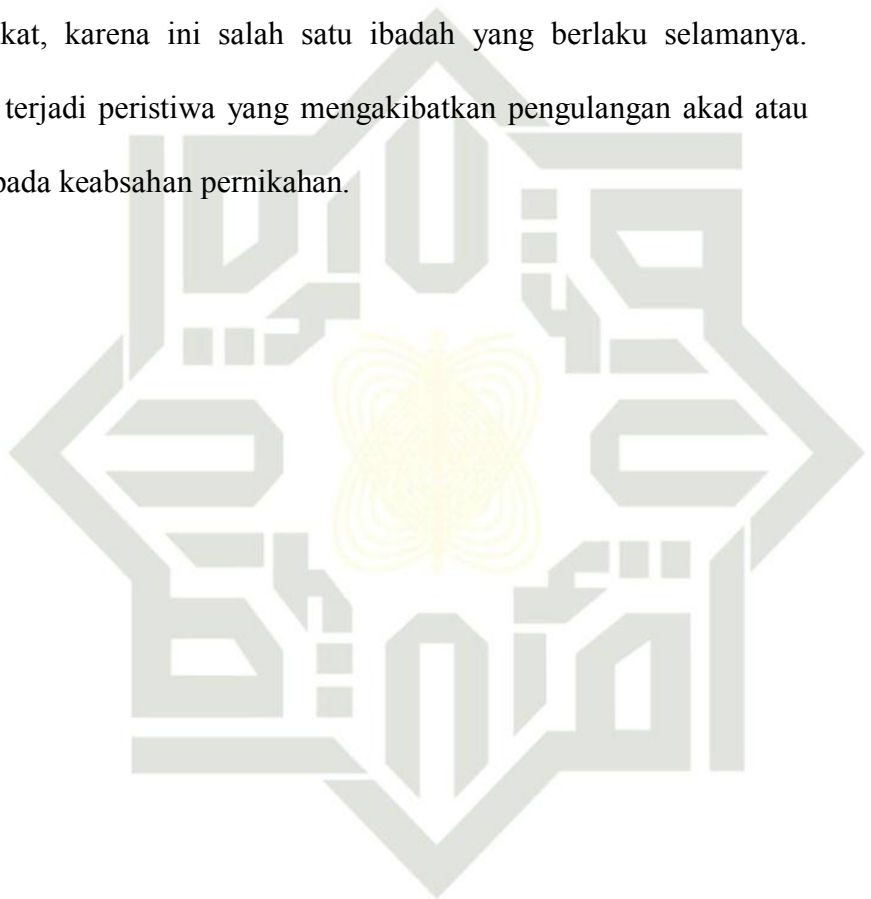 kat, karena ini salah satu ibadah yang berlaku selamanya.
terjadi peristiwa yang mengakibatkan pengulangan akad atau
pada keabsahan pernikahan.